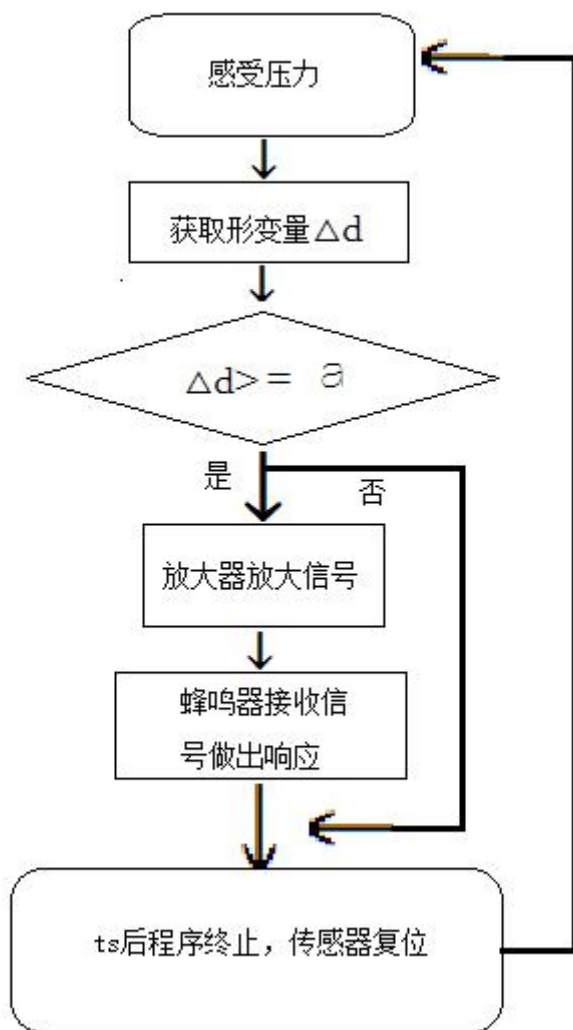 感受压力
获取形变量△d
△d>= a
是
否
放大器放大信号
蜂鸣器接收信
号做出响应
ts后程序终止，传感器复位